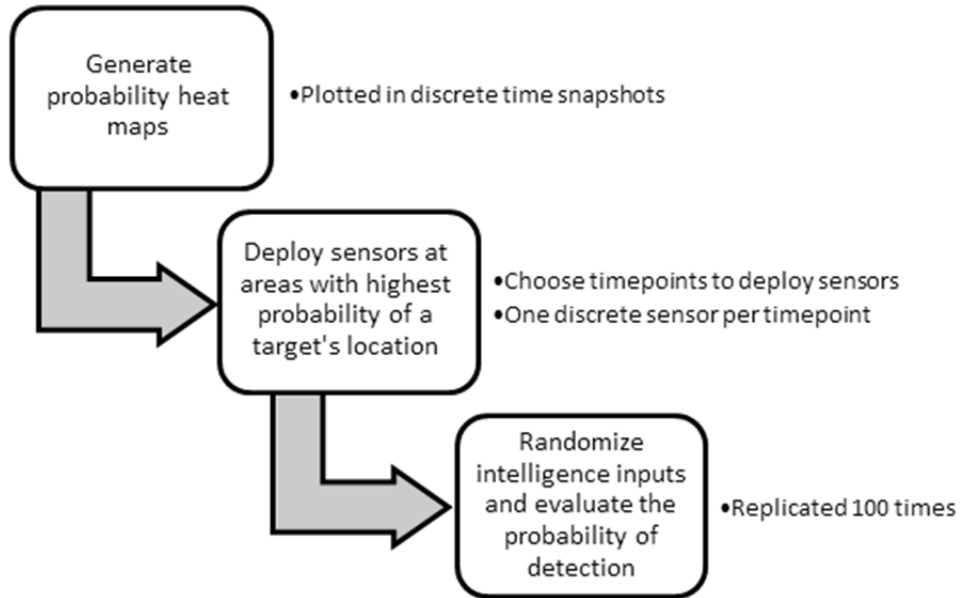 Generate
probability heat
maps
•Plotted in discrete time snapshots
Deploy sensors at
areas with highest
probability of a
target's location
•Choose timepoints to deploy sensors
•One discrete sensor per timepoint
Randomize
intelligence inputs
and evaluate the
probability of
detection
•Replicated 100 times